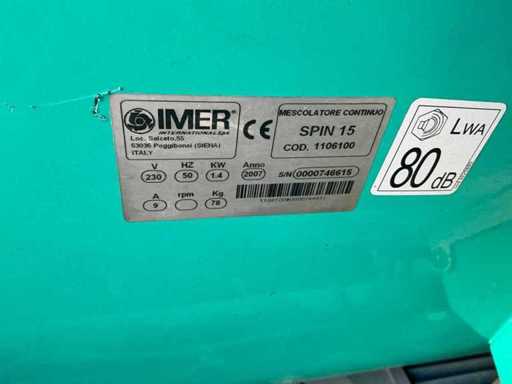 IMER
INTERNATIONAL SpA
Loc. Salceto,55
53036 Poggibonsi (SIENA)
ITALY
CE
MESCOLATORE CONTINUO
SPIN 15
COD. 1106100
V HZ KW Anno
230 50 1.4 2007 S/N 0000746615
A rpm Kg
9 78
LWA
80 dB